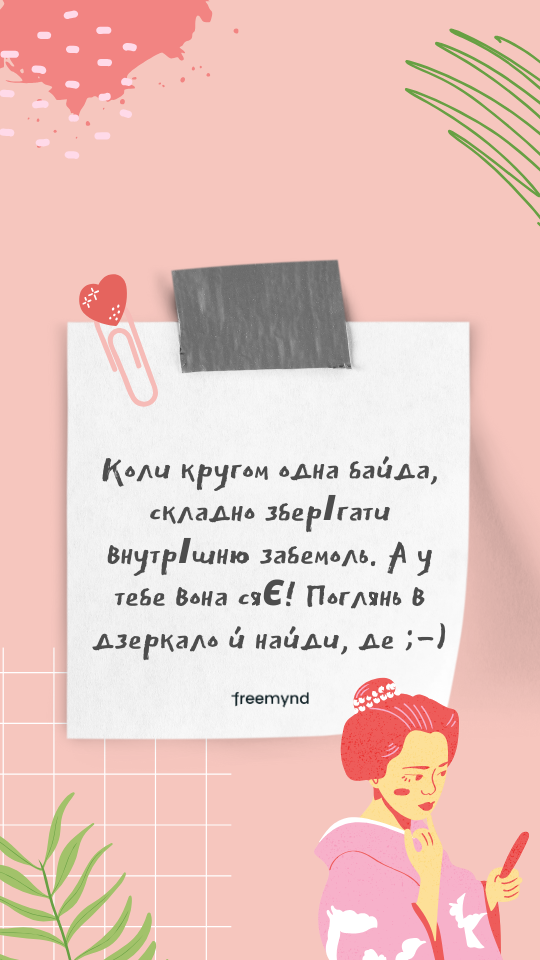 Коли кругом одна байда,
складно зберІгати
внутрІшню забемоль. А у
тебе вона сяЄ! Поглянь в
дзеркало й найди, де ;-)
freemynd